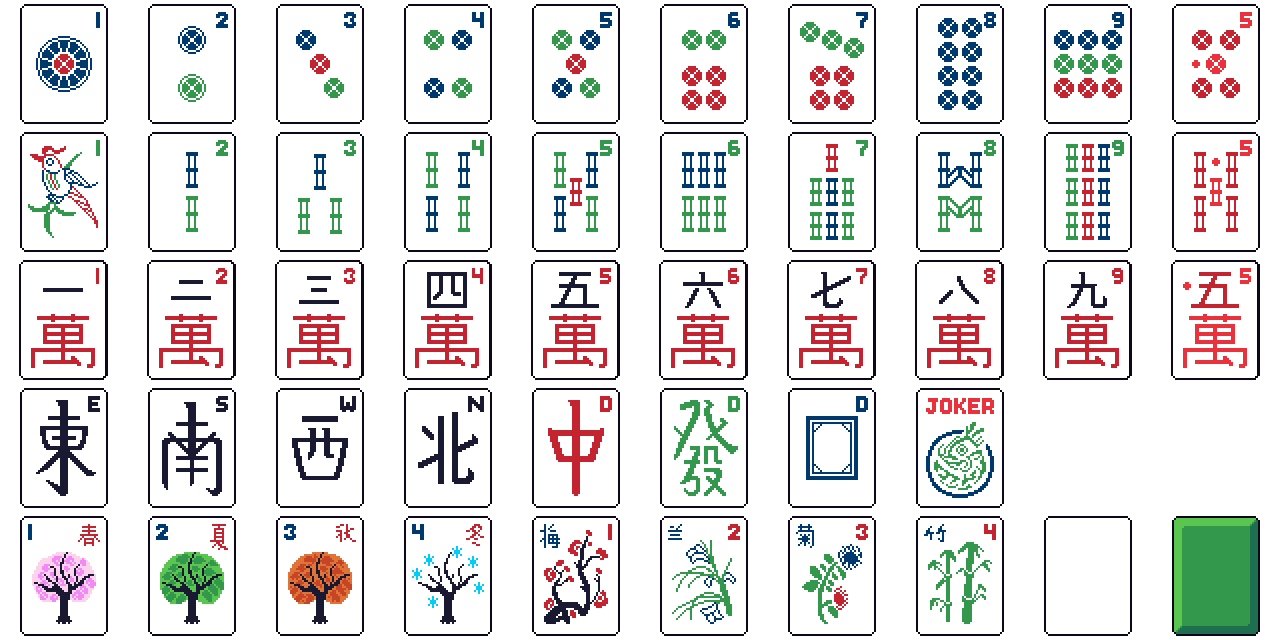 1 2 3 4 5 6 7 8 9 5
1 2 3 4 5 6 7 8 9 5
1 2 3 4 5 6 7 8 9 5
一 二 三 四 五 六 七 八 九 五
萬 萬 萬 萬 萬 萬 萬 萬 萬 萬
E S W N D D D JOKER
東 南 西 北 中 發
1 春 2 夏 3 秋 4 冬 梅 1 兰 2 菊 3 竹 4